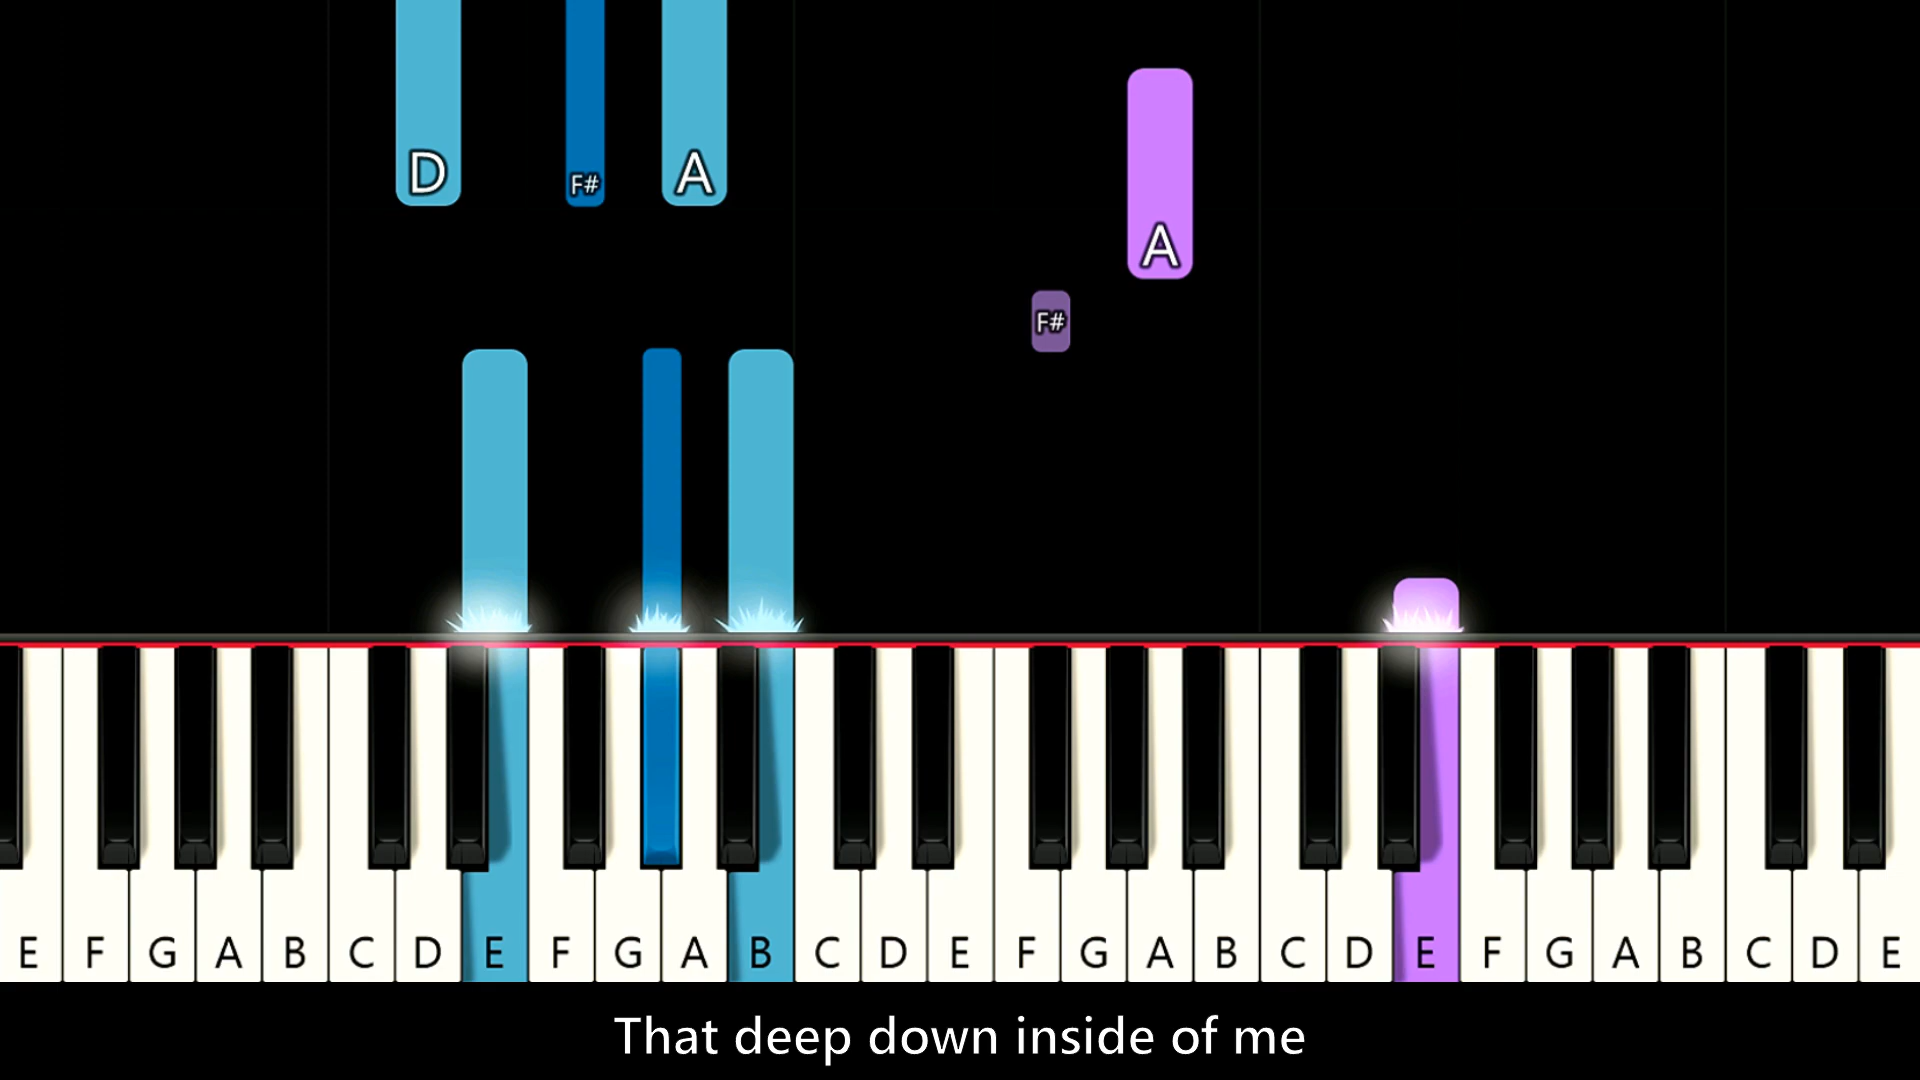 D F# A
A
F#
E F G A B C D E F G A B C D E F G A B C D E F G A B C D E
That deep down inside of me